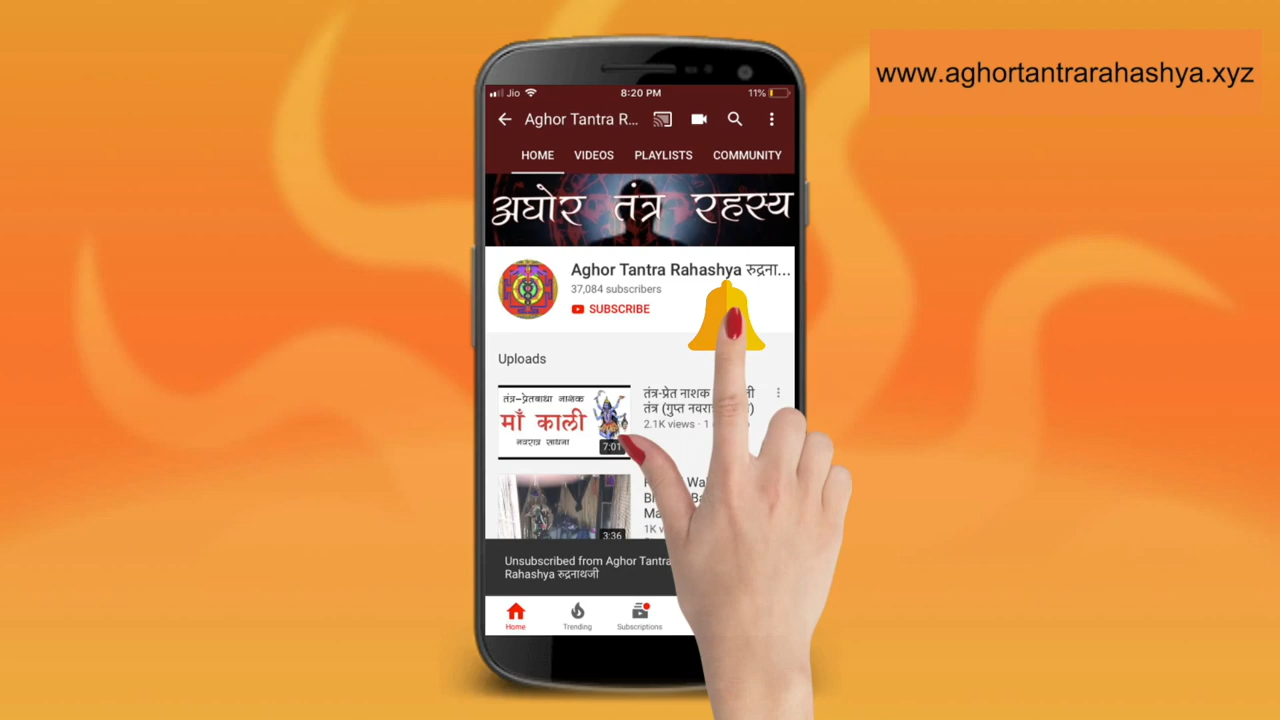 www.aghortantrarahashya.xyz
Jio
8:20 PM
11%
Aghor Tantra R...
HOME VIDEOS PLAYLISTS COMMUNITY
अघोर तंत्र रहस्य
Aghor Tantra Rahashya रुद्रना...
37,084 subscribers
SUBSCRIBE
Uploads
तंत्र-प्रेतबाधा नाशक
माँ काली
नवरात्र साधना
7:01
तंत्र-प्रेत नाशक
तंत्र (गुप्त
2.1K views
3:36
1K
Unsubscribed from Aghor Tantra
Rahashya रुद्रनाथजी
Home Trending Subscriptions